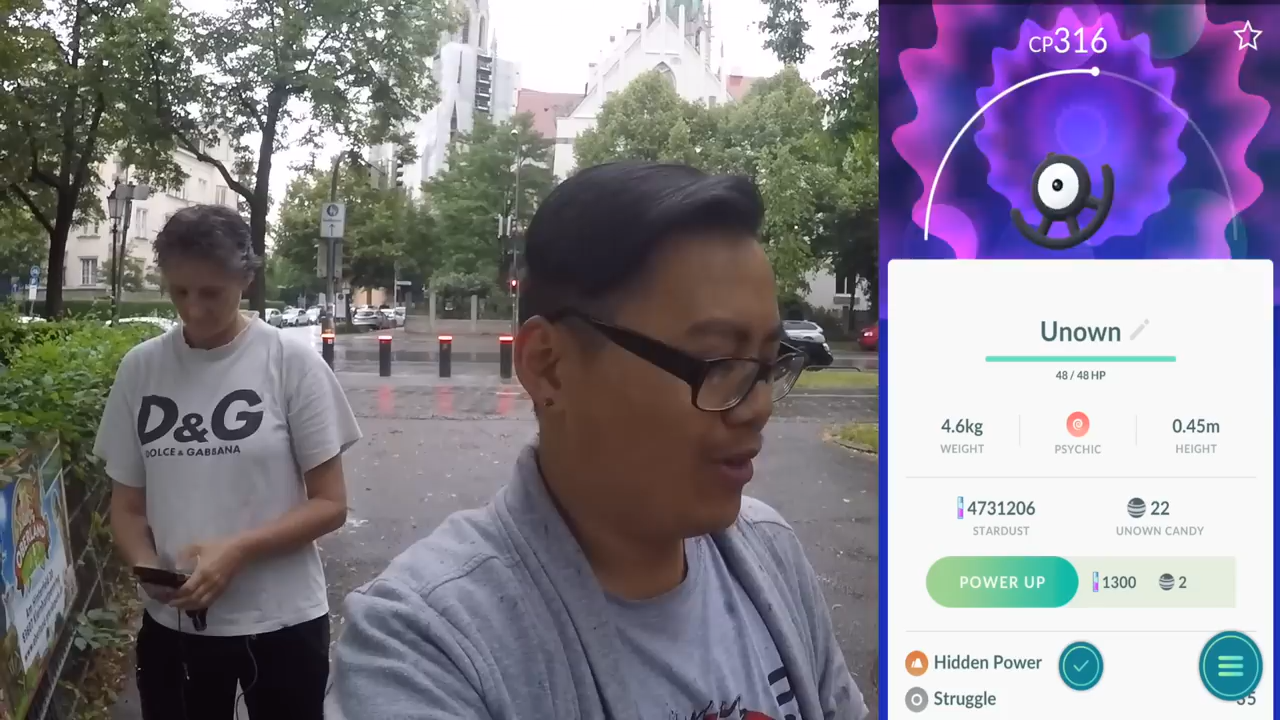 D&G
DOLCE & GABBANA
CP316
Unown
48 / 48 HP
4.6kg
WEIGHT
PSYCHIC
0.45m
HEIGHT
4731206
STARDUST
22
UNOWN CANDY
POWER UP
1300
2
Hidden Power
Struggle
35